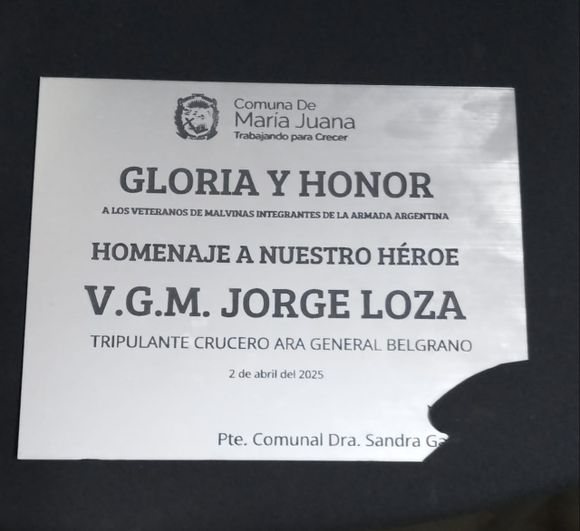 Comuna De
María Juana
Trabajando para Crecer
GLORIA Y HONOR
A LOS VETERANOS DE MALVINAS INTEGRANTES DE LA ARMADA ARGENTINA
HOMENAJE A NUESTRO HÉROE
V.G.M. JORGE LOZA
TRIPULANTE CRUCERO ARA GENERAL BELGRANO
2 de abril del 2025
Pte. Comunal Dra. Sandra